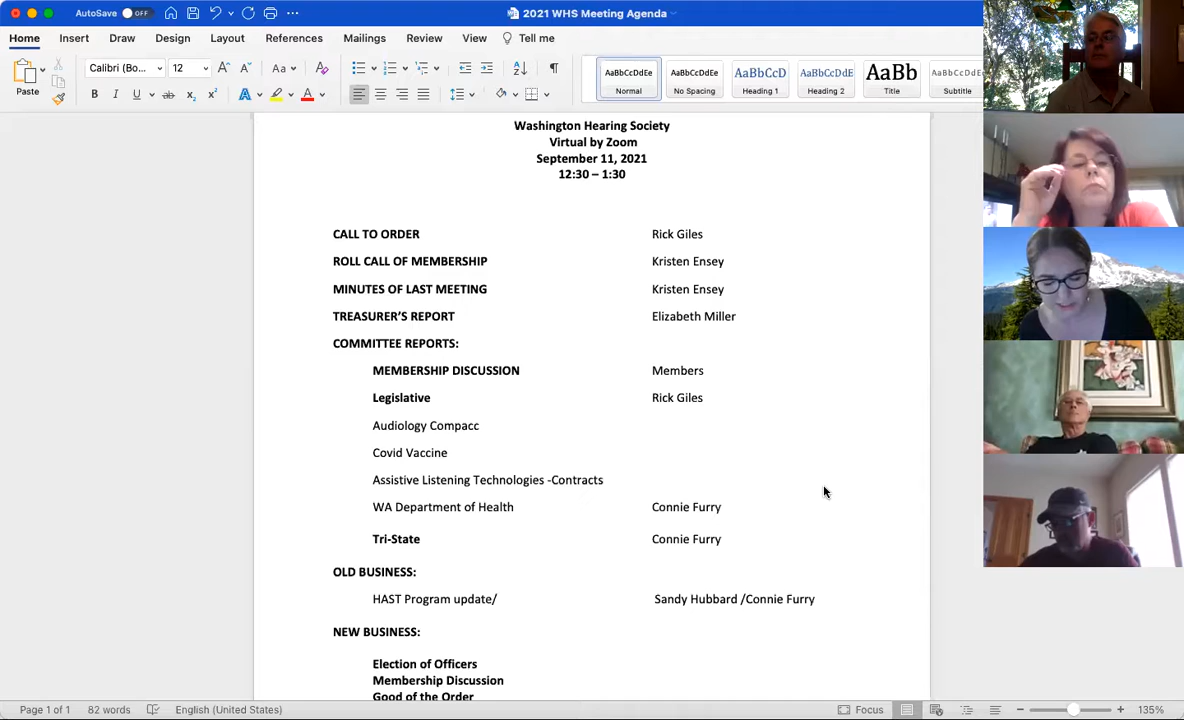 AutoSave OFF 2021 WHS Meeting Agenda
Home Insert Draw Design Layout References Mailings Review View Tell me
Paste Calibri (Bo... 12 Aa
AaBbCcDdEe AaBbCcDdEe AaBbCcD AaBbCcDdE AaBb AaBbCcDdEe
Normal No Spacing Heading 1 Heading 2 Title Subtitle
Washington Hearing Society
Virtual by Zoom
September 11, 2021
12:30 – 1:30
CALL TO ORDER Rick Giles
ROLL CALL OF MEMBERSHIP Kristen Ensey
MINUTES OF LAST MEETING Kristen Ensey
TREASURER'S REPORT Elizabeth Miller
COMMITTEE REPORTS:
MEMBERSHIP DISCUSSION Members
Legislative Rick Giles
Audiology Compacc
Covid Vaccine
Assistive Listening Technologies -Contracts
WA Department of Health Connie Furry
Tri-State Connie Furry
OLD BUSINESS:
HAST Program update/ Sandy Hubbard /Connie Furry
NEW BUSINESS:
Election of Officers
Membership Discussion
Good of the Order
Page 1 of 1 82 words English (United States) Focus 135%